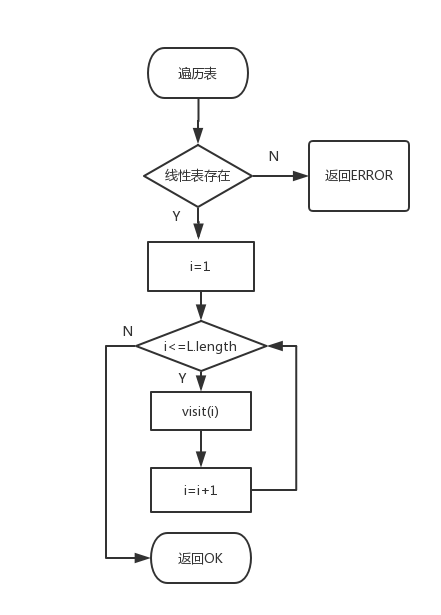 遍历表
线性表存在
N
返回ERROR
Y
i=1
N
i<=L.length
Y
visit(i)
i=i+1
返回OK